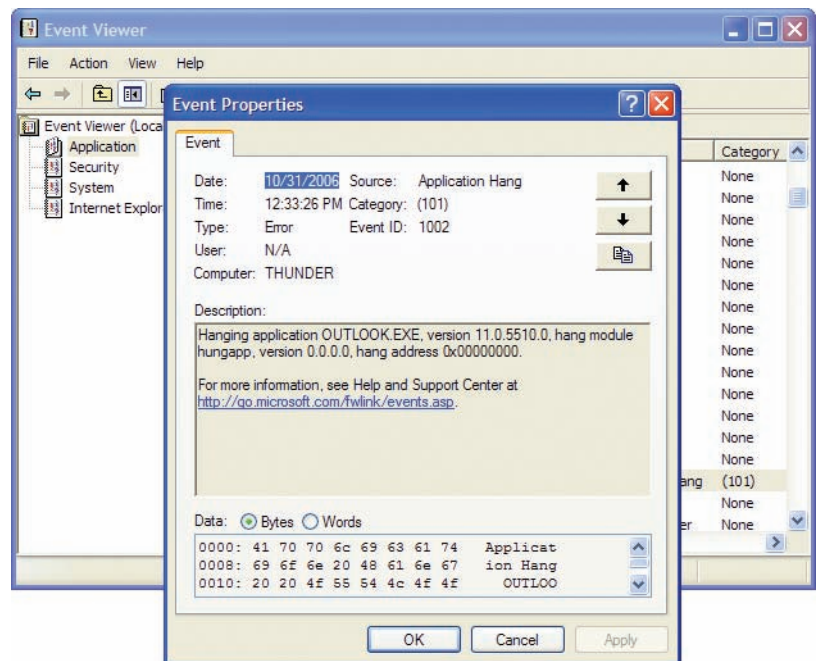 Event Viewer
File Action View Help
Event Viewer (Loca
Application
Security
System
Internet Explor
Category
None
None
None
None
None
None
None
None
None
None
None
None
None
None
ang (101)
None
er None
Event Properties
Event
Date: 10/31/2006 Source: Application Hang
Time: 12:33:26 PM Category: (101)
Type: Error Event ID: 1002
User: N/A
Computer: THUNDER
Description:
Hanging application OUTLOOK.EXE, version 11.0.5510.0, hang module
hungapp, version 0.0.0.0, hang address 0x00000000.
For more information, see Help and Support Center at
http://go.microsoft.com/fwlink/events.asp.
Data: Bytes Words
0000: 41 70 70 6c 69 63 61 74 Applicat
0008: 69 6f 6e 20 48 61 6e 67 ion Hang
0010: 20 20 4f 55 54 4c 4f 4f OUTLOO
OK Cancel Apply